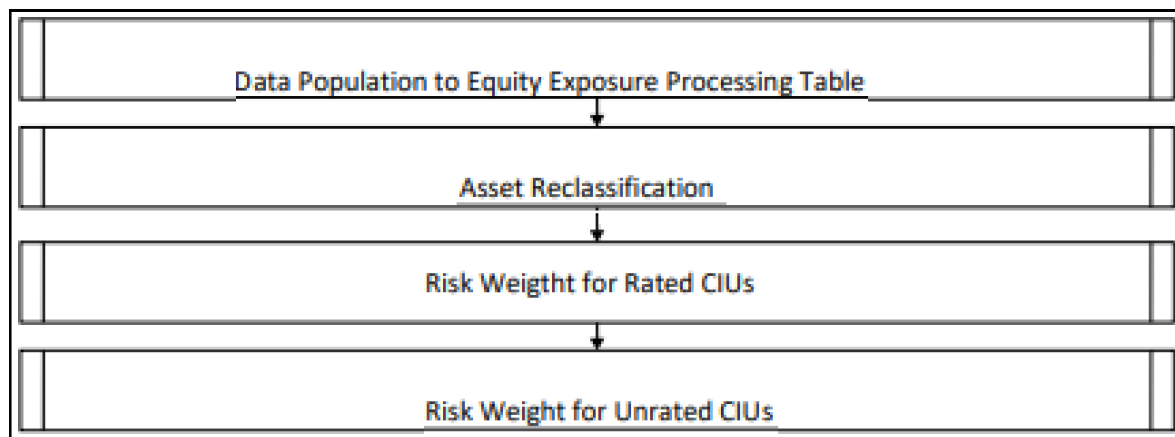 Data Population to Equity Exposure Processing Table
Asset Reclassification
Risk Weigtht for Rated CIUs
Risk Weight for Unrated CIUs